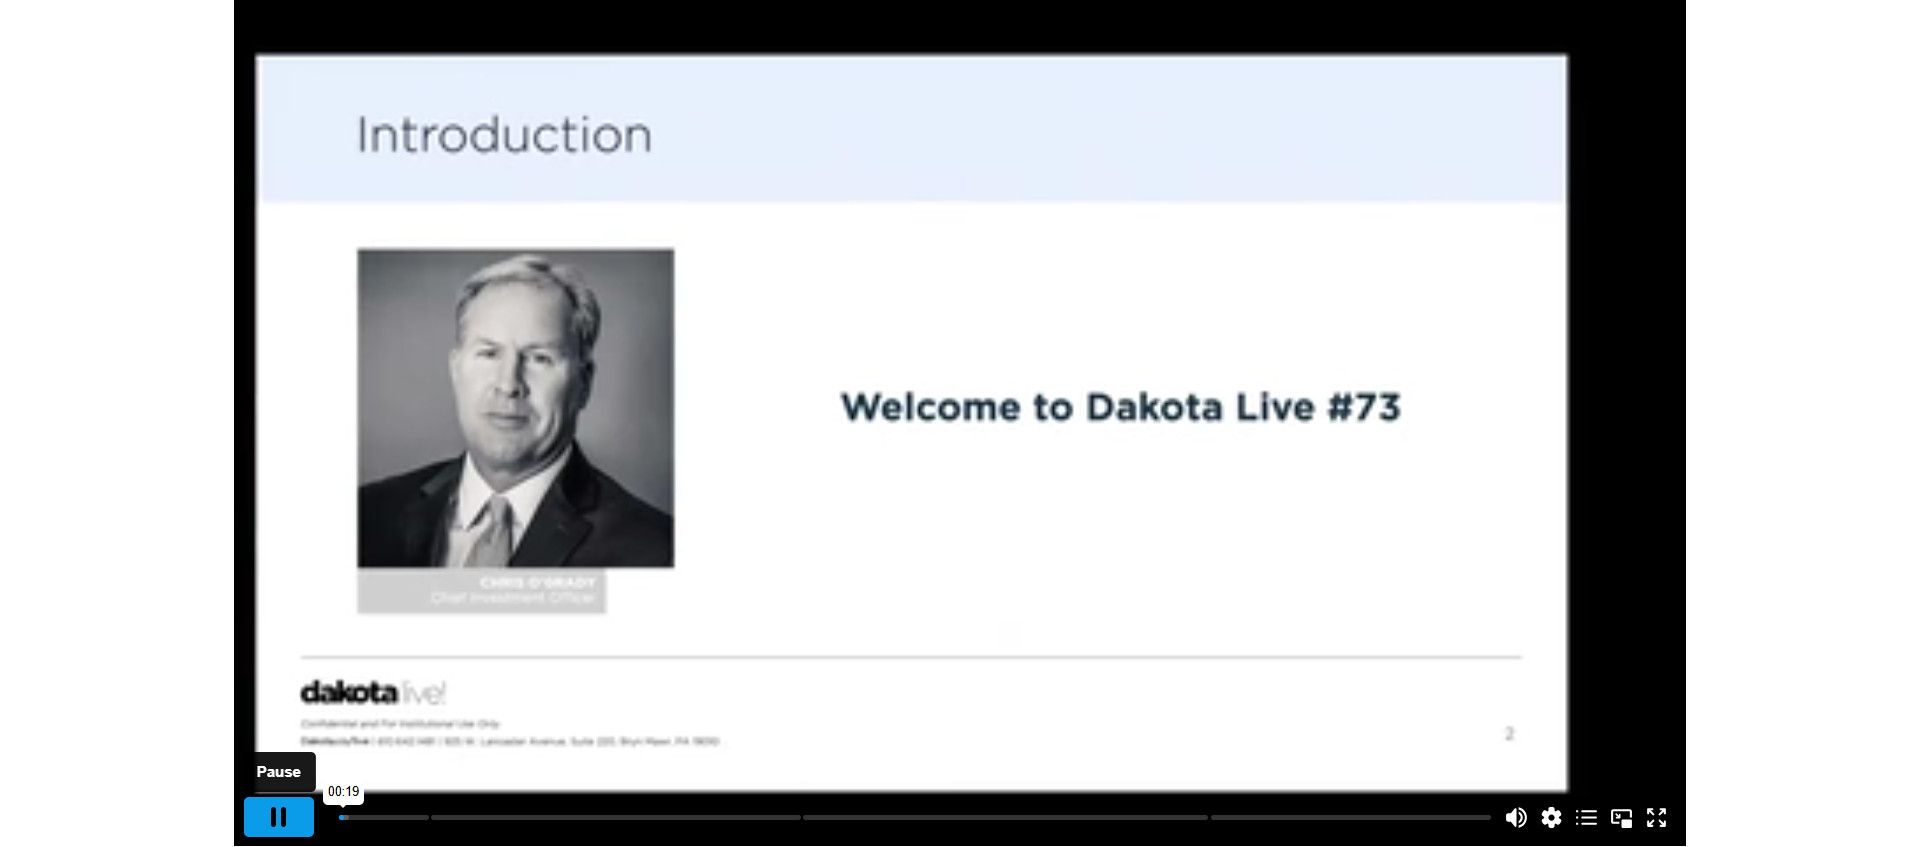 Introduction
Welcome to Dakota Live #73
CHRIS O'GRADY
Chief Investment Officer
dakota live!
Confidential and For Institutional Use Only
2
Pause
00:19